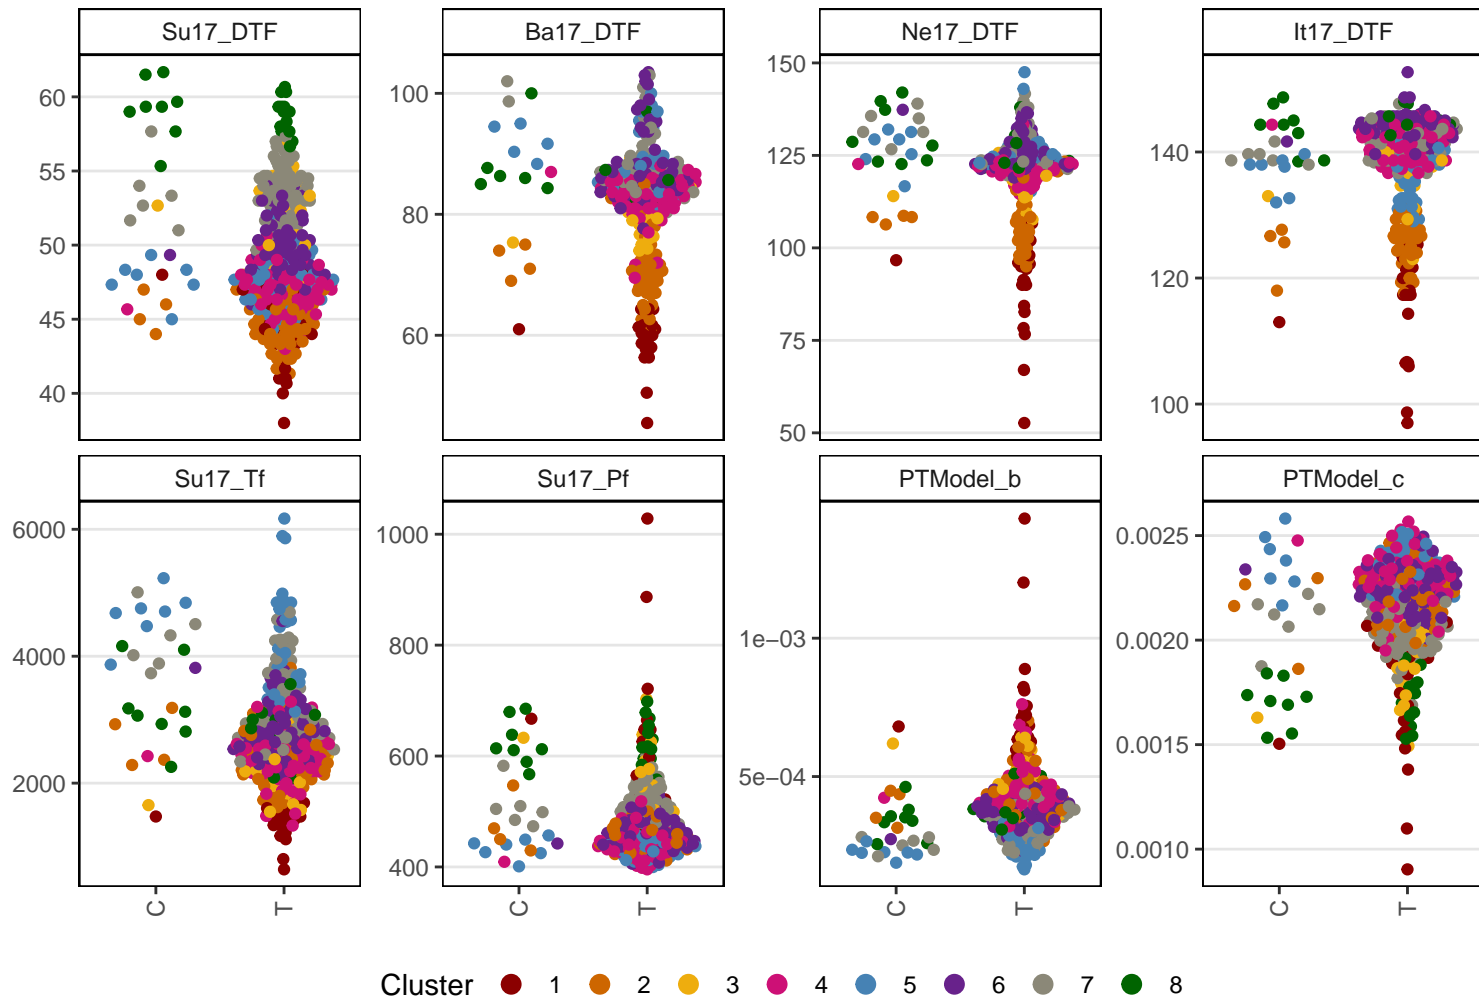 Su17_DTF Ba17_DTF Ne17_DTF It17_DTF
60 55 50 45 40
100 80 60
150 125 100 75 50
140 120 100
Su17_Tf Su17_Pf PTModel_b PTModel_c
6000 4000 2000
1000 800 600 400
1e−03 5e−04
0.0025 0.0020 0.0015 0.0010
C T C T C T C T
Cluster 1 2 3 4 5 6 7 8